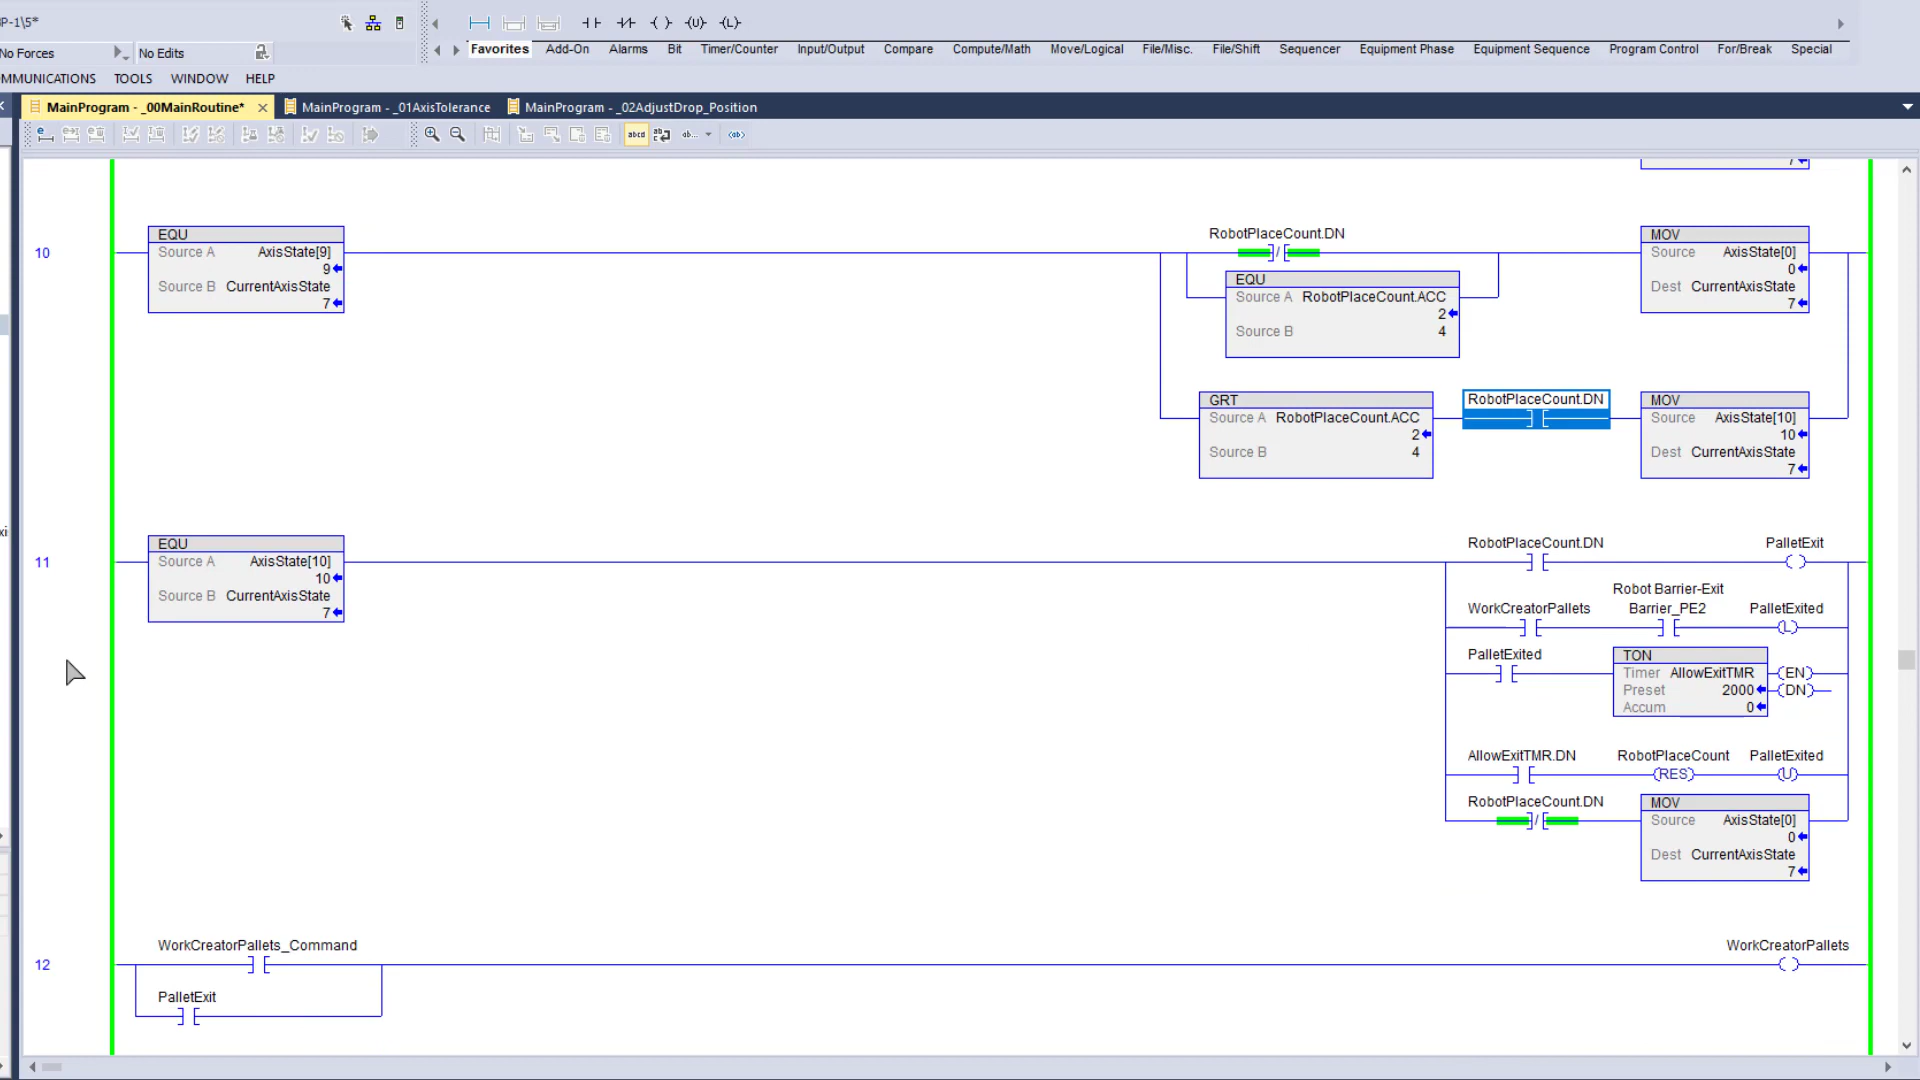 P-1\5*
No Forces
No Edits
Favorites Add-On Alarms Bit Timer/Counter Input/Output Compare Compute/Math Move/Logical File/Misc. File/Shift Sequencer Equipment Phase Equipment Sequence Program Control For/Break Special
MMUNICATIONS TOOLS WINDOW HELP
MainProgram - _00MainRoutine*
MainProgram - _01AxisTolerance
MainProgram - _02AdjustDrop_Position
abcd
ab...
7
10
EQU
Source A AxisState[9]
9
Source B CurrentAxisState
7
RobotPlaceCount.DN
EQU
Source A RobotPlaceCount.ACC
2
Source B 4
MOV
Source AxisState[0]
0
Dest CurrentAxisState
7
GRT
Source A RobotPlaceCount.ACC
2
Source B 4
RobotPlaceCount.DN
MOV
Source AxisState[10]
10
Dest CurrentAxisState
7
11
EQU
Source A AxisState[10]
10
Source B CurrentAxisState
7
RobotPlaceCount.DN PalletExit
Robot Barrier-Exit
WorkCreatorPallets Barrier_PE2 PalletExited
L
PalletExited
TON
Timer AllowExitTMR
Preset 2000
Accum 0
EN
DN
AllowExitTMR.DN RobotPlaceCount PalletExited
RES U
RobotPlaceCount.DN
MOV
Source AxisState[0]
0
Dest CurrentAxisState
7
12
WorkCreatorPallets_Command WorkCreatorPallets
PalletExit